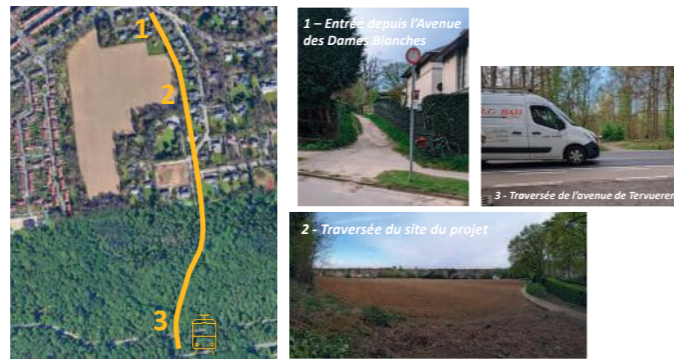 1
2
3
1 – Entrée depuis l'Avenue
des Dames Blanches
3 - Traversée de l'avenue de Tervueren
2 - Traversée du site du projet